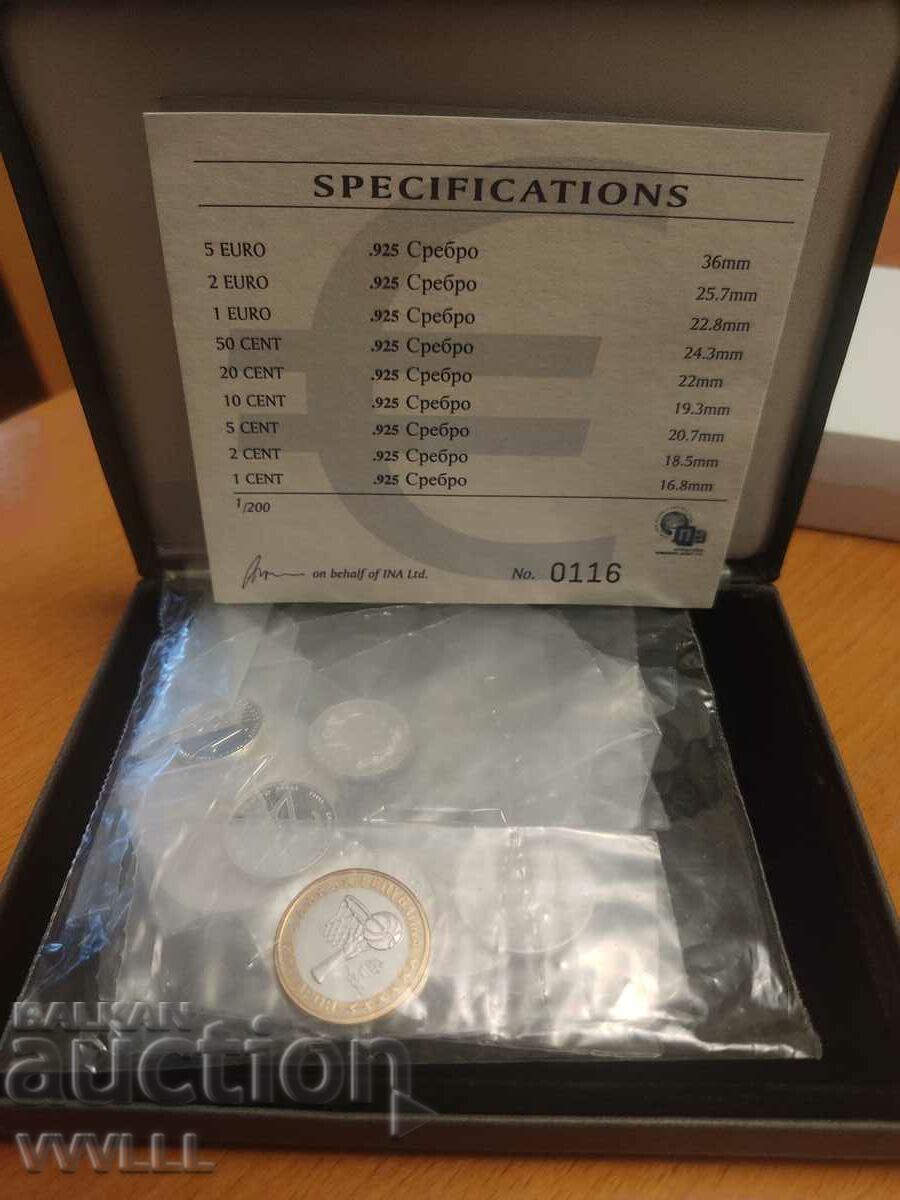 SPECIFICATIONS
5 EURO .925 Сребро 36mm
2 EURO .925 Сребро 25.7mm
1 EURO .925 Сребро 22.8mm
50 CENT .925 Сребро 24.3mm
20 CENT .925 Сребро 22mm
10 CENT .925 Сребро 19.3mm
5 CENT .925 Сребро 20.7mm
2 CENT .925 Сребро 18.5mm
1 CENT .925 Сребро 16.8mm
1/200
on behalf of INA Ltd. No. 0116
BALKAN
auction
VVVLLL